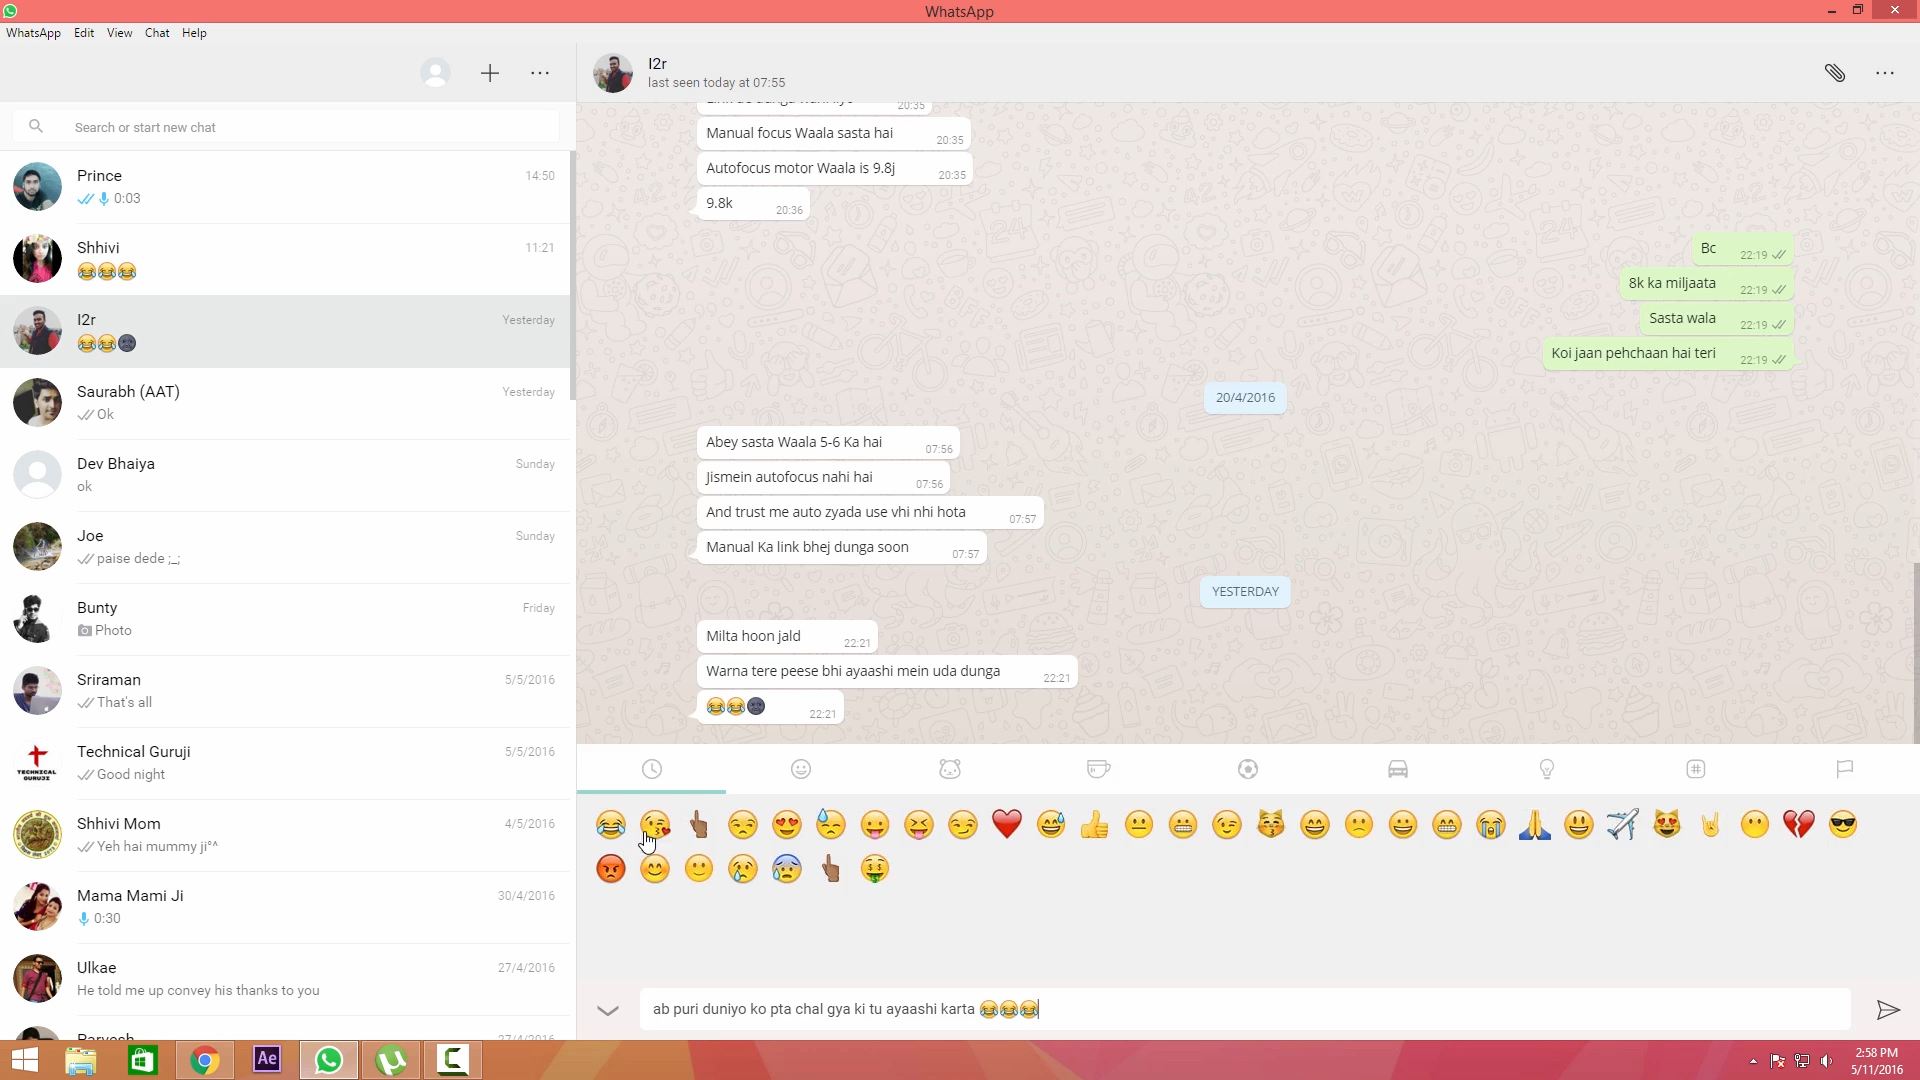 WhatsApp
WhatsApp Edit View Chat Help
Search or start new chat
Prince 14:50
0:03
Shhivi 11:21
😂😂😂
I2r Yesterday
😂😂🌚
Saurabh (AAT) Yesterday
Ok
Dev Bhaiya Sunday
ok
Joe Sunday
paise dede ;_;
Bunty Friday
Photo
Sriraman 5/5/2016
That's all
Technical Guruji 5/5/2016
Good night
TECHNICAL
GURUJI
Shhivi Mom 4/5/2016
Yeh hai mummy ji°^
Mama Mami Ji 30/4/2016
0:30
Ulkae 27/4/2016
He told me up convey his thanks to you
27/4/2016
I2r
last seen today at 07:55
20:35
Manual focus Waala sasta hai 20:35
Autofocus motor Waala is 9.8j 20:35
9.8k 20:36
Bc 22:19
8k ka miljaata 22:19
Sasta wala 22:19
Koi jaan pehchaan hai teri 22:19
20/4/2016
Abey sasta Waala 5-6 Ka hai 07:56
Jismein autofocus nahi hai 07:56
And trust me auto zyada use vhi nhi hota 07:57
Manual Ka link bhej dunga soon 07:57
YESTERDAY
Milta hoon jald 22:21
Warna tere peese bhi ayaashi mein uda dunga 22:21
😂😂🌚 22:21
ab puri duniyo ko pta chal gya ki tu ayaashi karta 😂😂😂
Ae
2:58 PM
5/11/2016